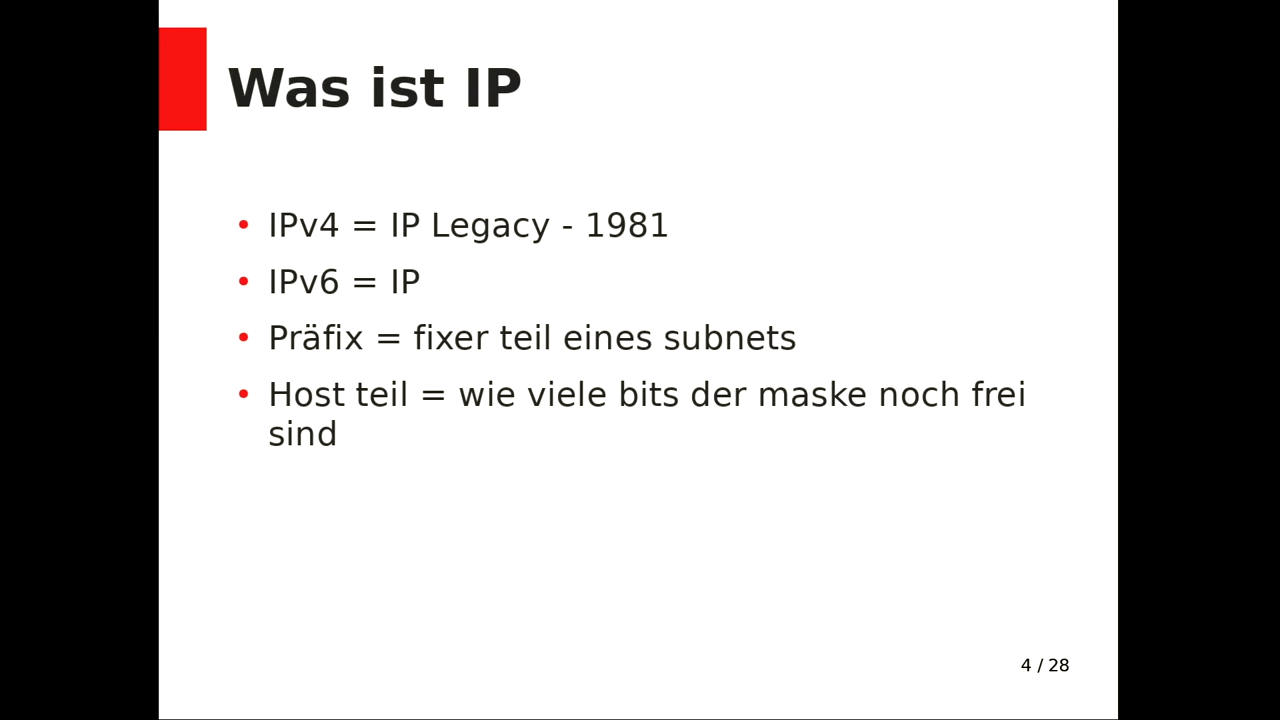 Was ist IP
• IPv4 = IP Legacy - 1981
• IPv6 = IP
• Präfix = fixer teil eines subnets
• Host teil = wie viele bits der maske noch frei
sind
4 / 28